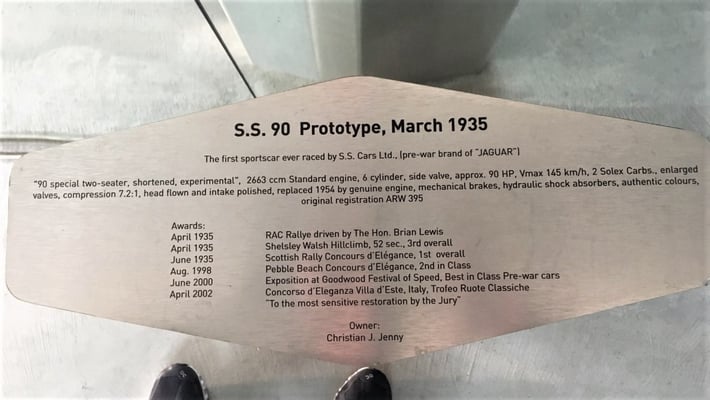 S.S. 90 Prototype, March 1935
The first sportscar ever raced by S.S. Cars Ltd., (pre-war brand of "JAGUAR")
"90 special two-seater, shortened, experimental", 2663 ccm Standard engine, 6 cylinder, side valve, approx. 90 HP, Vmax 145 km/h, 2 Solex Carbs., enlarged
valves, compression 7.2:1, head flown and intake polished, replaced 1954 by genuine engine, mechanical brakes, hydraulic shock absorbers, authentic colours,
original registration ARW 395
Awards:
April 1935 RAC Rallye driven by The Hon. Brian Lewis
April 1935 Shelsley Walsh Hillclimb, 52 sec., 3rd overall
June 1935 Scottish Rally Concours d'Elégance, 1st overall
Aug. 1998 Pebble Beach Concours d'Elégance, 2nd in Class
June 2000 Exposition at Goodwood Festival of Speed, Best in Class Pre-war cars
April 2002 Concorso d'Eleganza Villa d'Este, Italy, Trofeo Ruote Classiche
"To the most sensitive restoration by the Jury"
Owner:
Christian J. Jenny